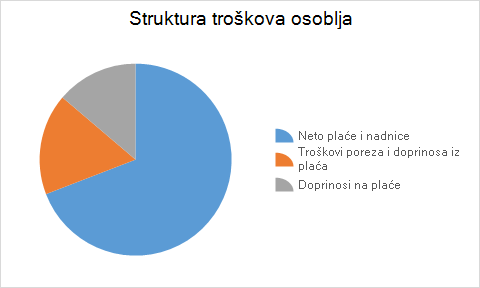 Struktura troškova osoblja
Neto plaće i nadnice
Troškovi poreza i doprinosa iz
plaća
Doprinosi na plaće